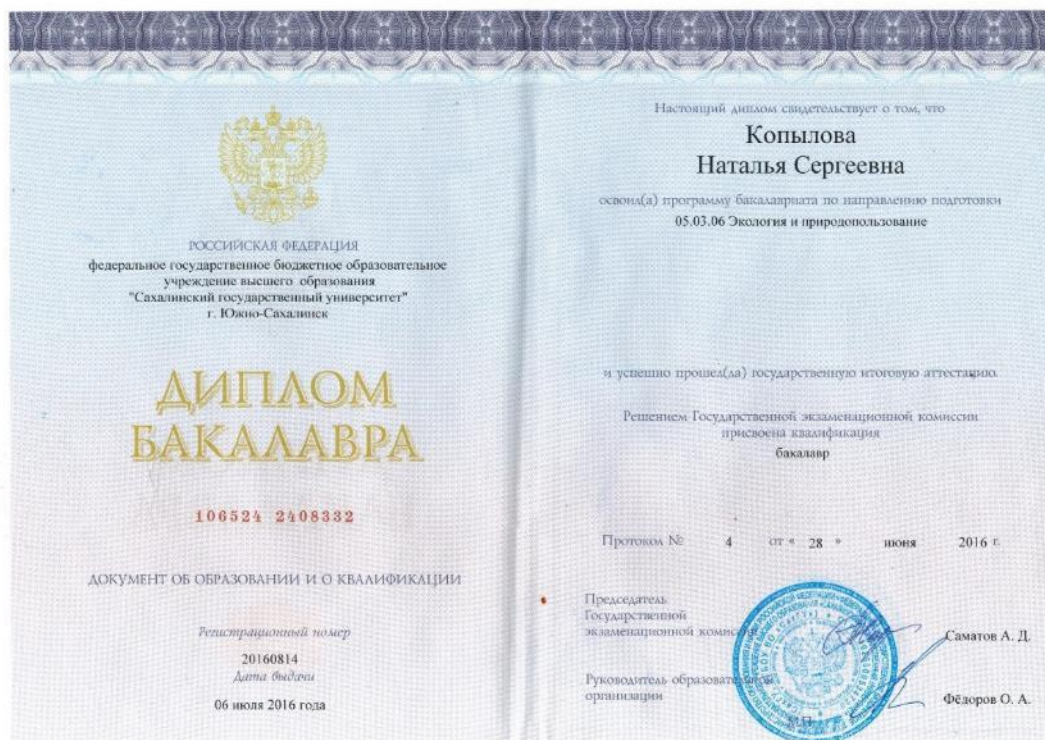 РОССИЙСКАЯ ФЕДЕРАЦИЯ
федеральное государственное бюджетное образовательное
учреждение высшего образования
"Сахалинский государственный университет"
г. Южно-Сахалинск
ДИПЛОМ
БАКАЛАВРА
106524 2408332
ДОКУМЕНТ ОБ ОБРАЗОВАНИИ И О КВАЛИФИКАЦИИ
Регистрационный номер
20160814
Дата выдачи
06 июля 2016 года
Настоящий диплом свидетельствует о том, что
Копылова
Наталья Сергеевна
освоил(а) программу бакалавриата по направлению подготовки
05.03.06 Экология и природопользование
и успешно прошел(ла) государственную итоговую аттестацию.
Решением Государственной экзаменационной комиссии
присвоена квалификация
бакалавр
Протокол № 4 от « 28 » июня 2016 г.
Председатель
Государственной
экзаменационной комиссии
Саматов А. Д.
Руководитель образовательной
организации
Фёдоров О. А.
М.П.